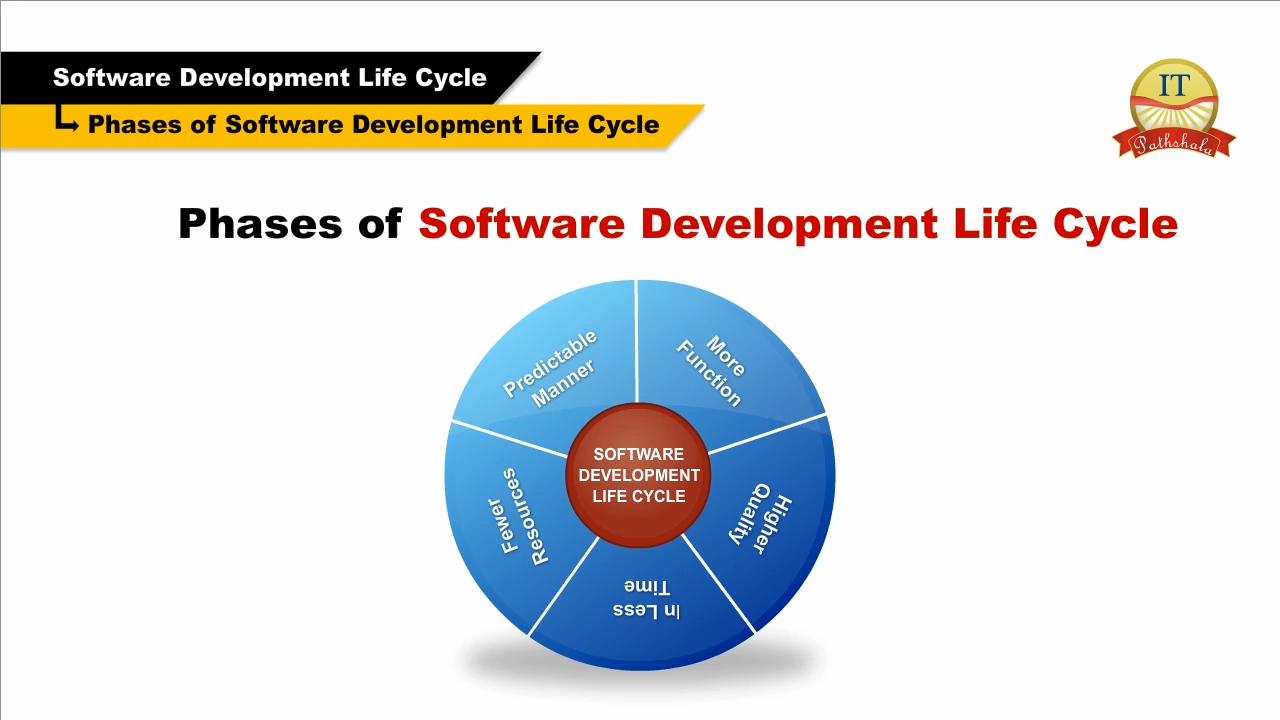 Software Development Life Cycle
Phases of Software Development Life Cycle
IT
Pathshala
Phases of Software Development Life Cycle
Predictable
Manner
More
Function
Higher
Quality
In Less
Time
Fewer
Resources
SOFTWARE
DEVELOPMENT
LIFE CYCLE